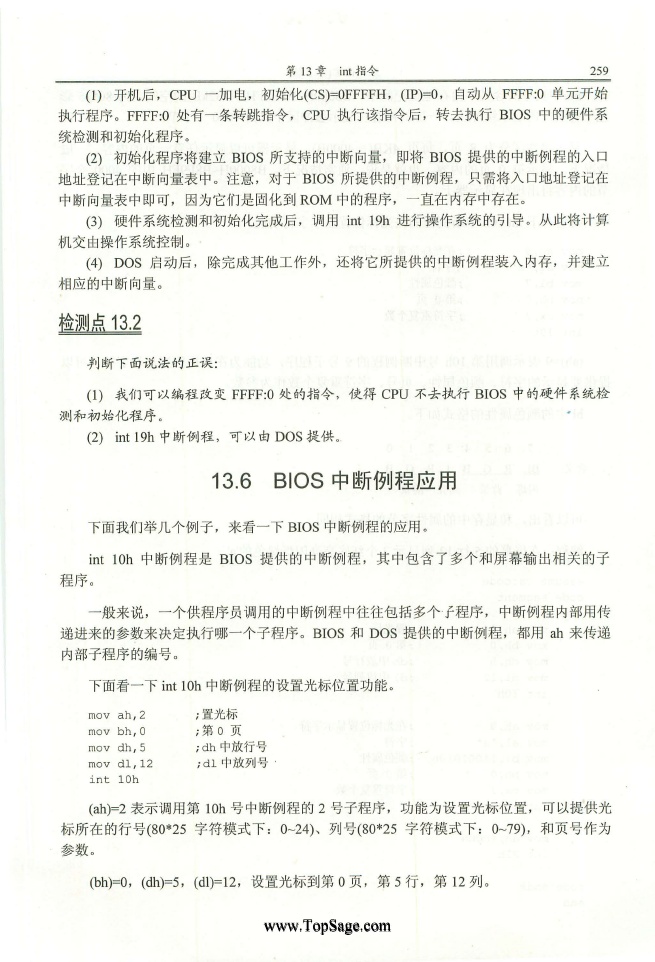 第 13 章 int 指令 259
(1) 开机后，CPU 一加电，初始化(CS)=0FFFFH，(IP)=0，自动从 FFFF:0 单元开始
执行程序。FFFF:0 处有一条转跳指令，CPU 执行该指令后，转去执行 BIOS 中的硬件系
统检测和初始化程序。
(2) 初始化程序将建立 BIOS 所支持的中断向量，即将 BIOS 提供的中断例程的入口
地址登记在中断向量表中。注意，对于 BIOS 所提供的中断例程，只需将入口地址登记在
中断向量表中即可，因为它们是固化到 ROM 中的程序，一直在内存中存在。
(3) 硬件系统检测和初始化完成后，调用 int 19h 进行操作系统的引导。从此将计算
机交由操作系统控制。
(4) DOS 启动后，除完成其他工作外，还将它所提供的中断例程装入内存，并建立
相应的中断向量。
检测点 13.2
判断下面说法的正误：
(1) 我们可以编程改变 FFFF:0 处的指令，使得 CPU 不去执行 BIOS 中的硬件系统检
测和初始化程序。
(2) int 19h 中断例程，可以由 DOS 提供。
13.6 BIOS 中断例程应用
下面我们举几个例子，来看一下 BIOS 中断例程的应用。
int 10h 中断例程是 BIOS 提供的中断例程，其中包含了多个和屏幕输出相关的子
程序。
一般来说，一个供程序员调用的中断例程中往往包括多个子程序，中断例程内部用传
递进来的参数来决定执行哪一个子程序。BIOS 和 DOS 提供的中断例程，都用 ah 来传递
内部子程序的编号。
下面看一下 int 10h 中断例程的设置光标位置功能。
mov ah,2 ;置光标
mov bh,0 ;第 0 页
mov dh,5 ;dh 中放行号
mov dl,12 ;dl 中放列号
int 10h
(ah)=2 表示调用第 10h 号中断例程的 2 号子程序，功能为设置光标位置，可以提供光
标所在的行号(80*25 字符模式下：0~24)、列号(80*25 字符模式下：0~79)，和页号作为
参数。
(bh)=0，(dh)=5，(dl)=12，设置光标到第 0 页，第 5 行，第 12 列。
www.TopSage.com